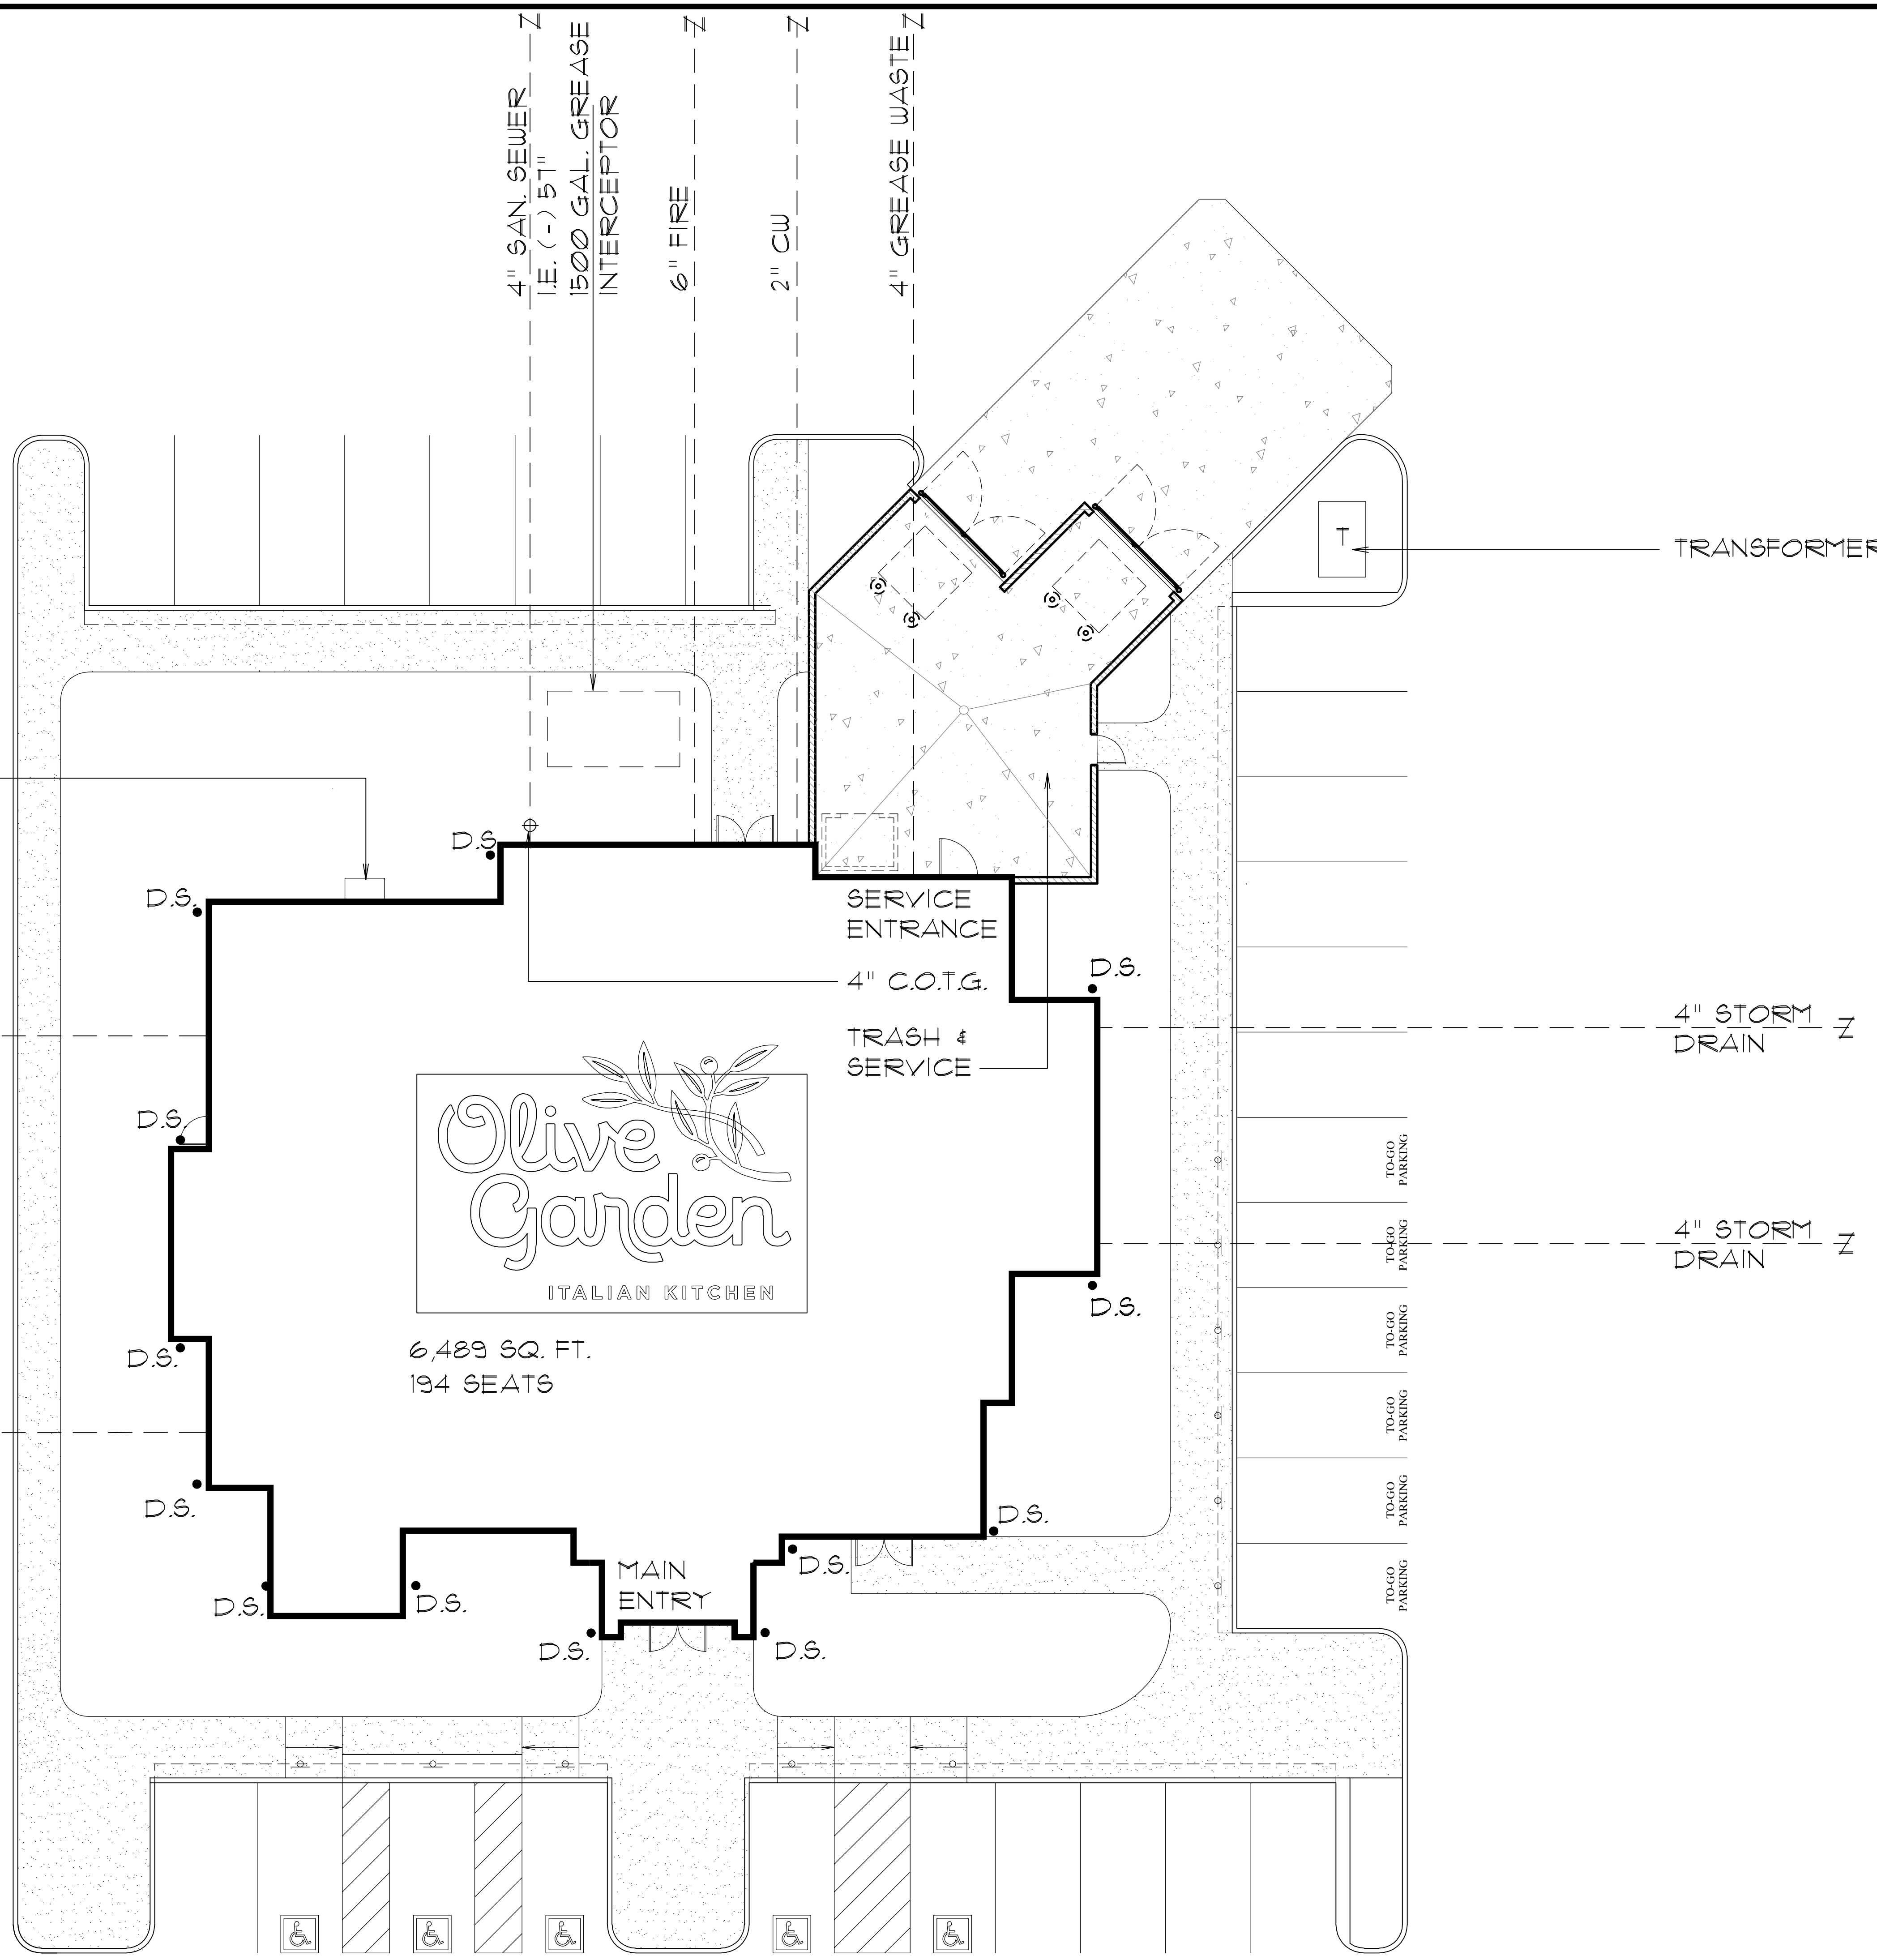 4" SAN. SEWER
I.E. (-) 57"
1500 GAL. GREASE
INTERCEPTOR
6" FIRE
2" CW
4" GREASE WASTE
T
TRANSFORMER
D.S.
D.S.
SERVICE
ENTRANCE
4" C.O.T.G.
D.S.
TRASH &
SERVICE
4" STORM
DRAIN
D.S.
Olive
Garden
ITALIAN KITCHEN
TO-GO
PARKING
TO-GO
PARKING
4" STORM
DRAIN
D.S.
TO-GO
PARKING
D.S.
6,489 SQ. FT.
194 SEATS
TO-GO
PARKING
D.S.
D.S.
TO-GO
PARKING
D.S.
MAIN
ENTRY
TO-GO
PARKING
D.S.
D.S.
D.S.
D.S.